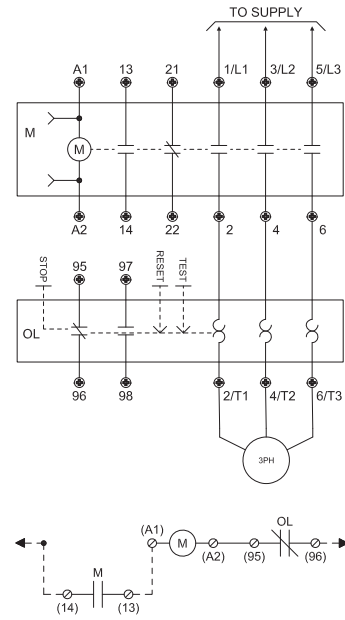 TO SUPPLY
A1 13 21 1/L1 3/L2 5/L3
M
M
A2 14 22 2 4 6
STOP 95 97 RESET TEST
OL
96 98 2/T1 4/T2 6/T3
3PH
OL
(A1) M (A2) (95) (96)
M
(14) (13)